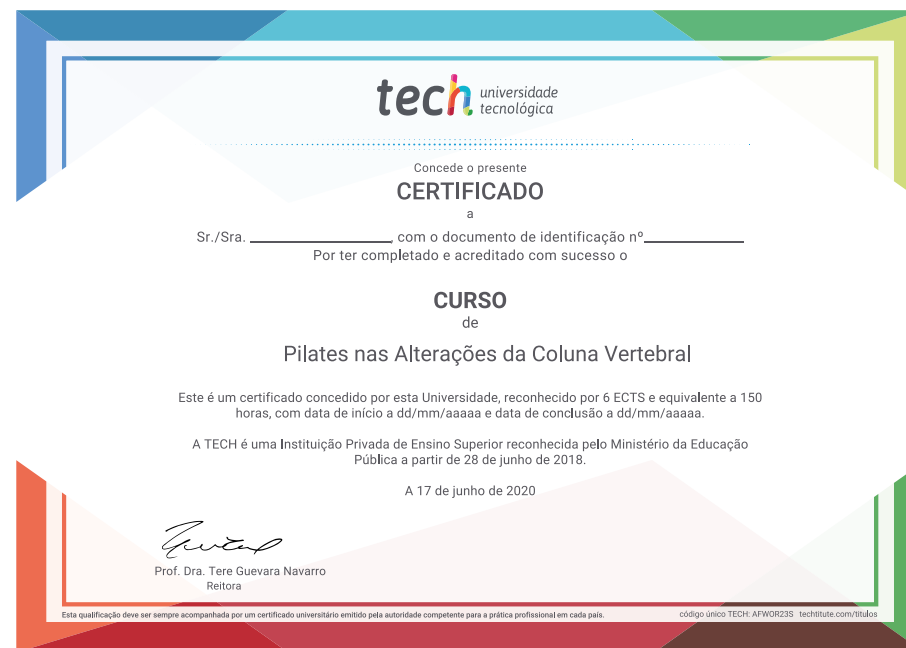 tech universidade
tecnológica
Concede o presente
CERTIFICADO
a
Sr./Sra. ____________, com o documento de identificação nº____________
Por ter completado e acreditado com sucesso o
CURSO
de
Pilates nas Alterações da Coluna Vertebral
Este é um certificado concedido por esta Universidade, reconhecido por 6 ECTS e equivalente a 150
horas, com data de início a dd/mm/aaaaa e data de conclusão a dd/mm/aaaaa.
A TECH é uma Instituição Privada de Ensino Superior reconhecida pelo Ministério da Educação
Pública a partir de 28 de junho de 2018.
A 17 de junho de 2020
Prof. Dra. Tere Guevara Navarro
Reitora
Esta qualificação deve ser sempre acompanhada por um certificado universitário emitido pela autoridade competente para a prática profissional em cada país.
código único TECH: AFWOR23S techtitute.com/titulos